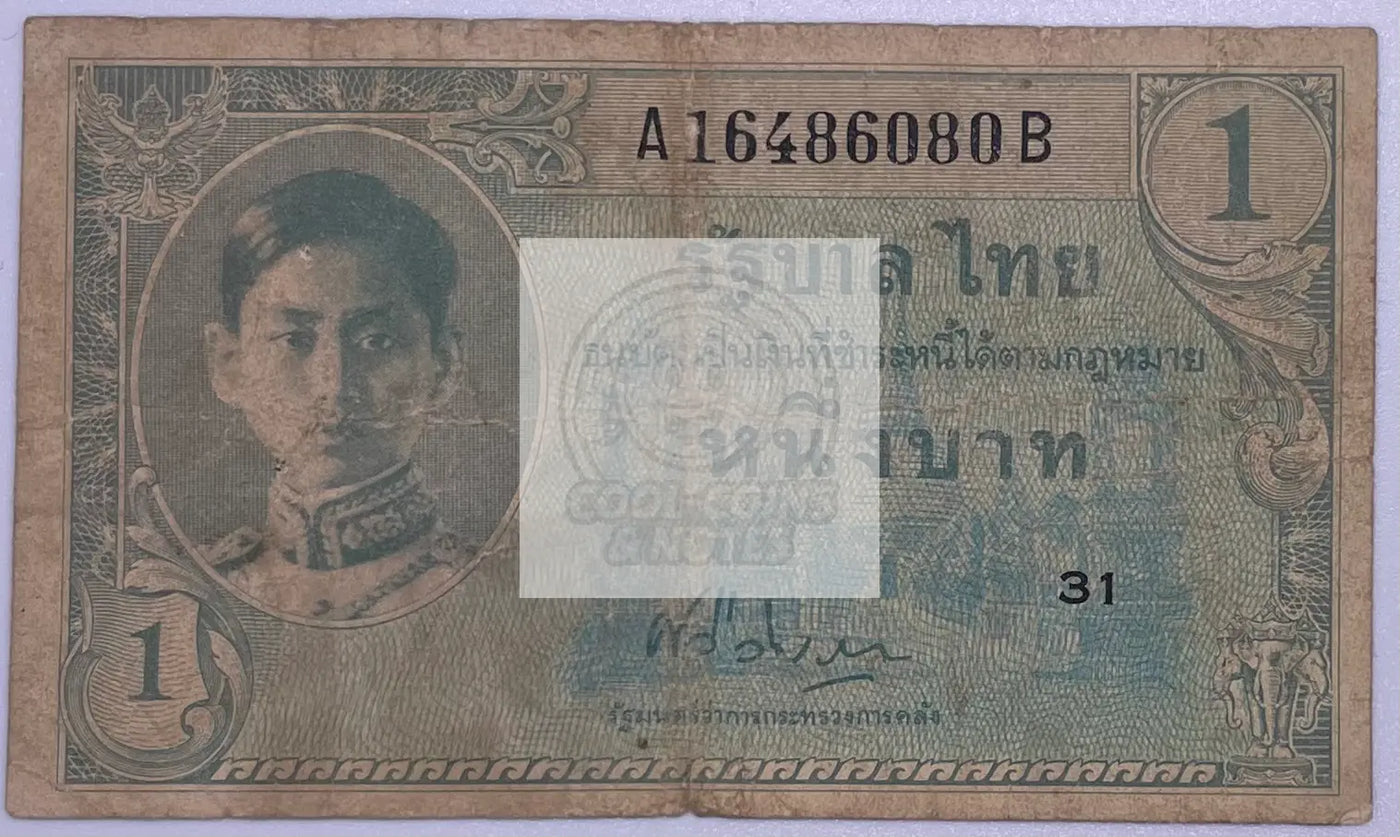 A 16486080 B
1
รัฐบาลไทย
ธนบัตร์ เป็นเงินที่ชำระหนี้ได้ตามกฎหมาย
หนึ่งบาท
COOL COINS
31
1
รัฐมนตรีว่าการกระทรวงการคลัง